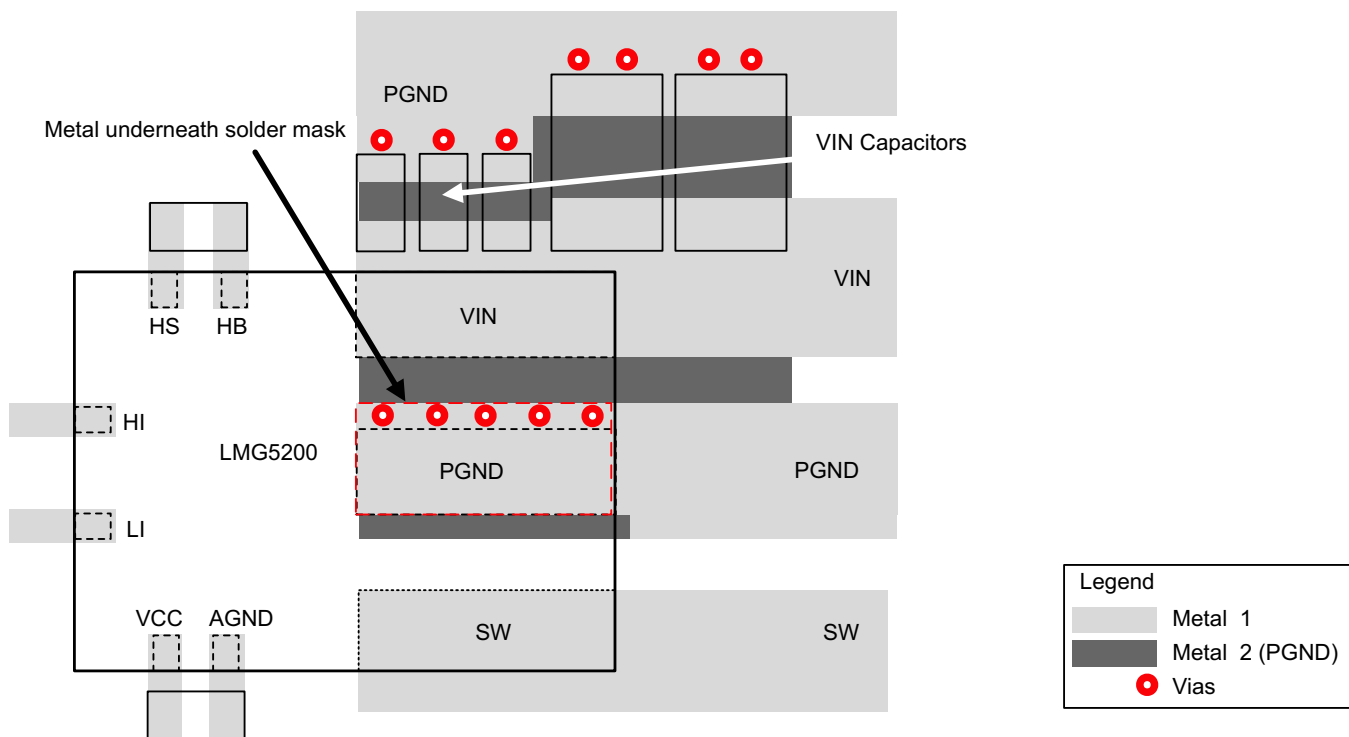 PGND
Metal underneath solder mask
VIN Capacitors
VIN
VIN
HS
HB
HI
LMG5200
PGND
PGND
LI
VCC
AGND
SW
SW
Legend
Metal 1
Metal 2 (PGND)
Vias